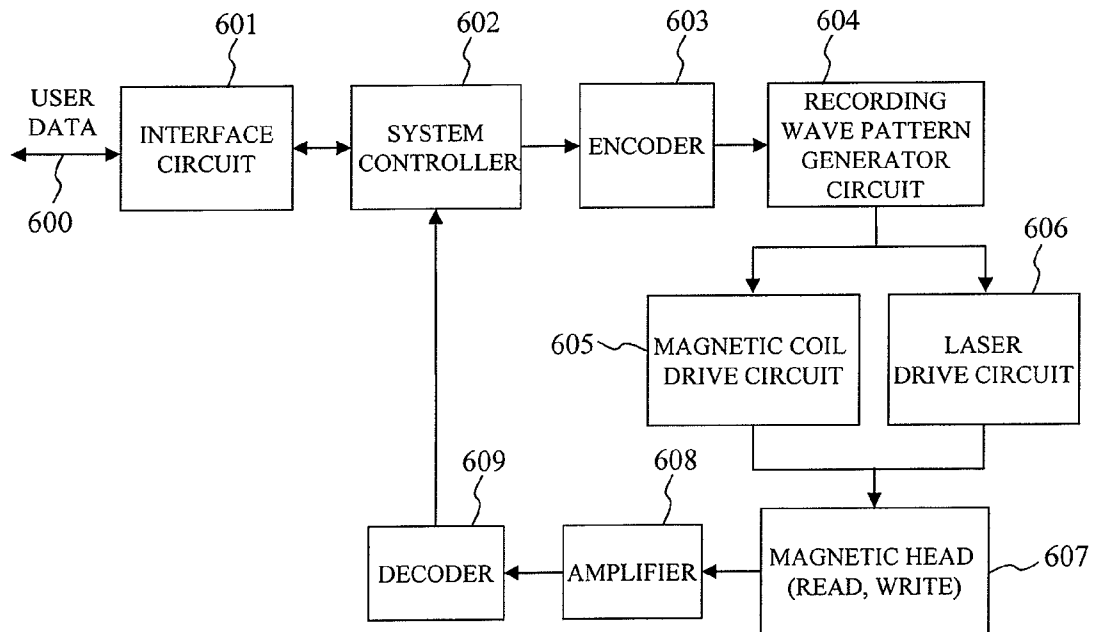 601
602
603
604
USER
DATA
600
INTERFACE
CIRCUIT
SYSTEM
CONTROLLER
ENCODER
RECORDING
WAVE PATTERN
GENERATOR
CIRCUIT
606
605
MAGNETIC COIL
DRIVE CIRCUIT
LASER
DRIVE CIRCUIT
609
608
DECODER
AMPLIFIER
MAGNETIC HEAD
(READ, WRITE)
607